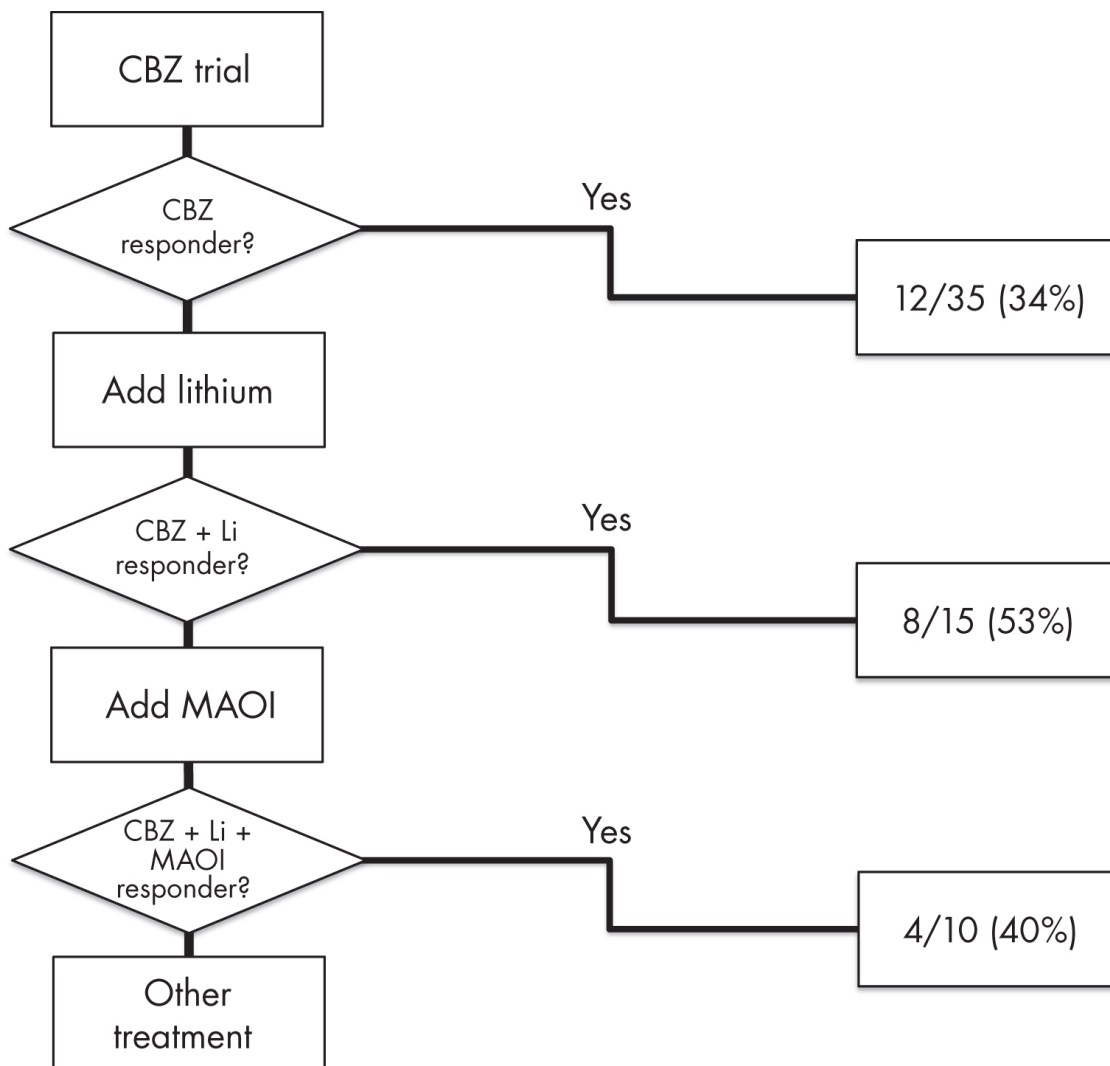 CBZ trial
CBZ
responder?
Yes
12/35 (34%)
Add lithium
CBZ + Li
responder?
Yes
8/15 (53%)
Add MAOI
CBZ + Li +
MAOI
responder?
Yes
4/10 (40%)
Other
treatment